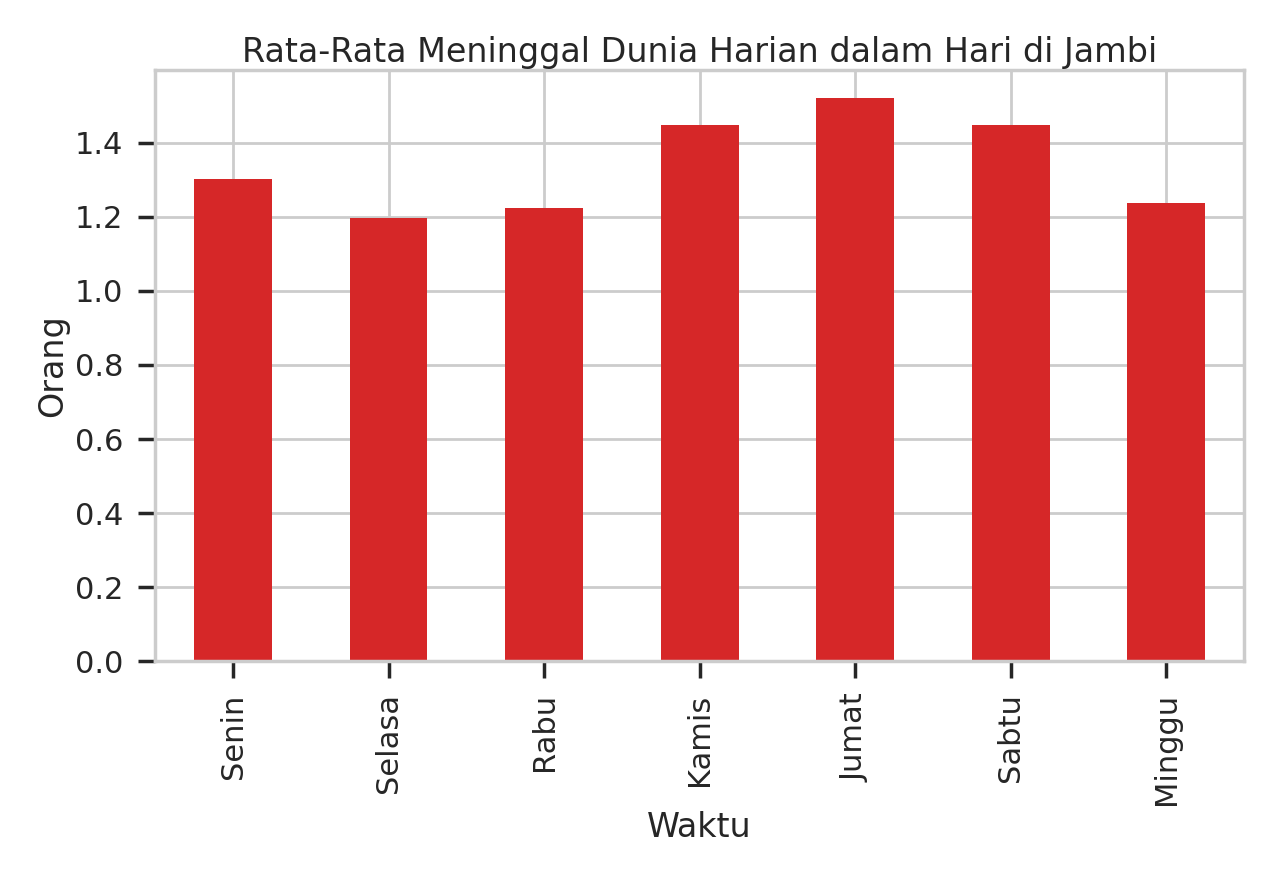 Rata-Rata Meninggal Dunia Harian dalam Hari di Jambi
1.4
1.2
1.0
0.8
0.6
0.4
0.2
0.0
Orang
Senin
Selasa
Rabu
Kamis
Jumat
Sabtu
Minggu
Waktu